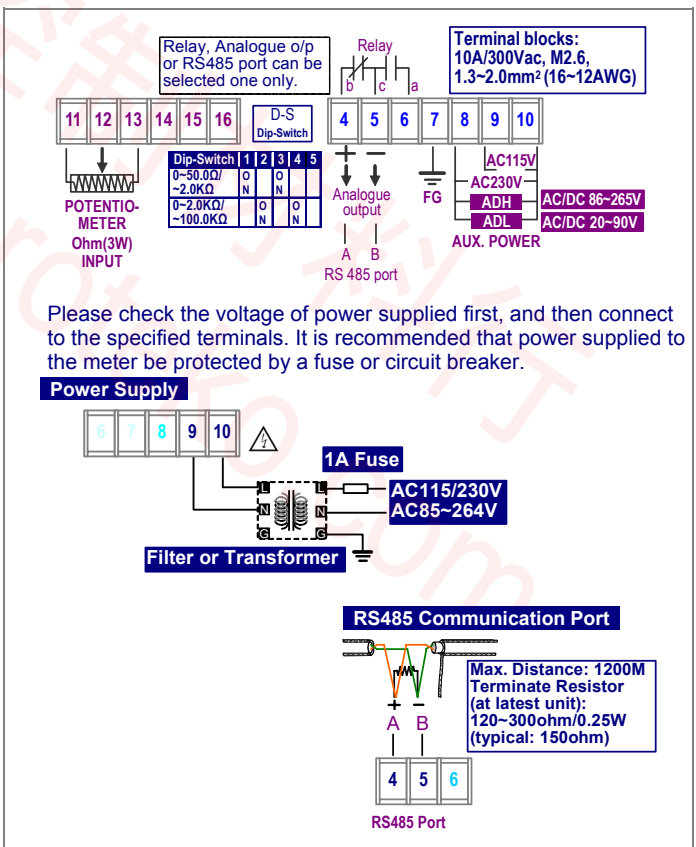 Relay, Analogue o/p
or RS485 port can be
selected one only.
Relay
b c a
Terminal blocks:
10A/300Vac, M2.6,
1.3~2.0mm² (16~12AWG)
11 12 13 14 15 16
D-S
Dip-Switch
4 5 6 7 8 9 10
Dip-Switch 1 2 3 4 5
0~50.0Ω/ O O
~2.0KΩ N N
0~2.0KΩ/ O O
~100.0KΩ N N
POTENTIO-
METER
Ohm(3W)
INPUT
+ −
Analogue
output
A B
RS 485 port
FG
AC115V
AC230V
ADH AC/DC 86~265V
ADL AC/DC 20~90V
AUX. POWER
Please check the voltage of power supplied first, and then connect
to the specified terminals. It is recommended that power supplied to
the meter be protected by a fuse or circuit breaker.
Power Supply
6 7 8 9 10
1A Fuse
L L AC115/230V
N N AC85~264V
G G
Filter or Transformer
RS485 Communication Port
Max. Distance: 1200M
Terminate Resistor
(at latest unit):
120~300ohm/0.25W
(typical: 150ohm)
+ −
A B
4 5 6
RS485 Port